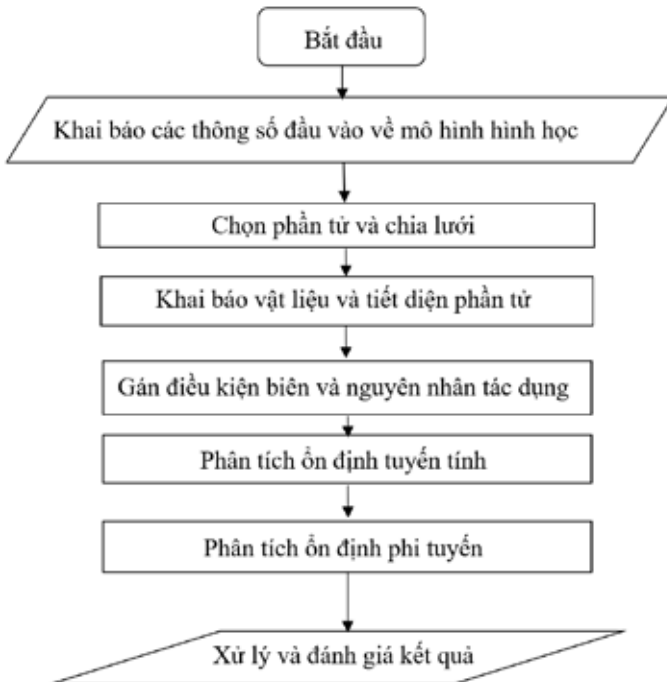 Bắt đầu
Khai báo các thông số đầu vào về mô hình hình học
Chọn phần tử và chia lưới
Khai báo vật liệu và tiết diện phần tử
Gán điều kiện biên và nguyên nhân tác dụng
Phân tích ổn định tuyến tính
Phân tích ổn định phi tuyến
Xử lý và đánh giá kết quả